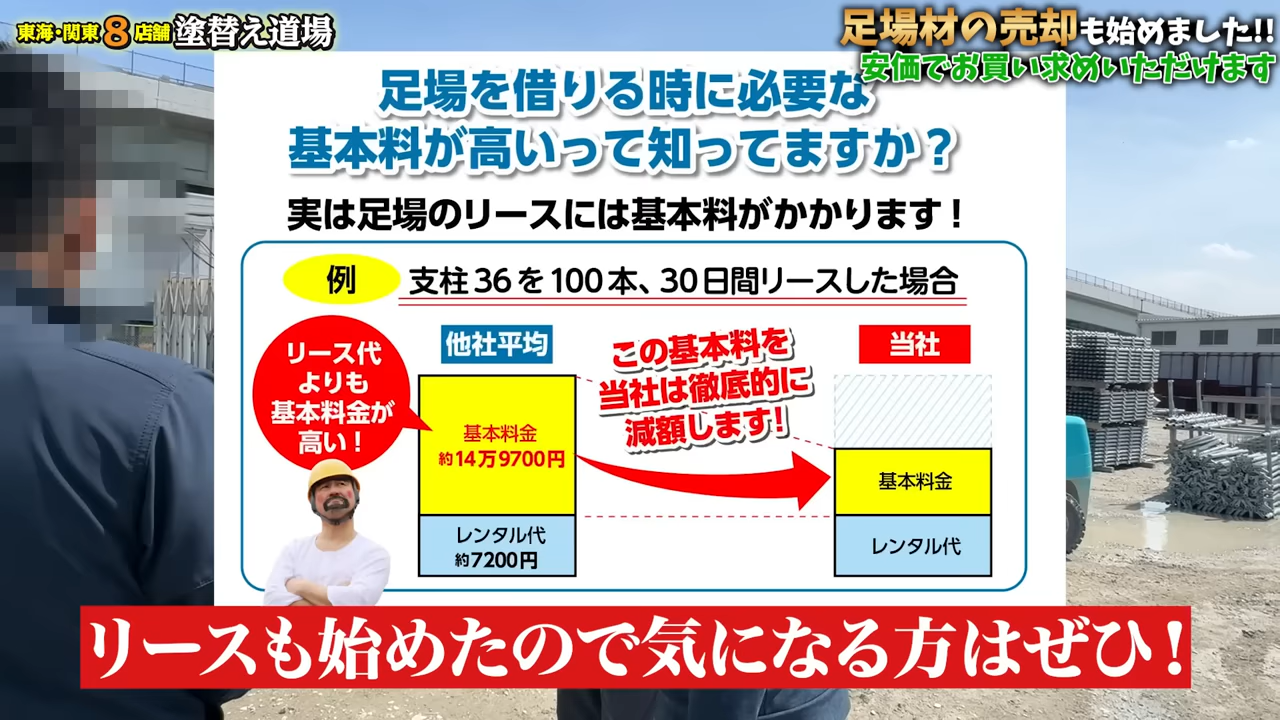 東海・関東8店舗 塗替え道場
足場材の売却も始めました!!
安価でお買い求めいただけます
足場を借りる時に必要な
基本料が高いって知ってますか？
実は足場のリースには基本料がかかります！
例 支柱36を100本、30日間リースした場合
リース代
よりも
基本料金が
高い！
他社平均
基本料金
約14万9700円
レンタル代
約7200円
この基本料を
当社は徹底的に
減額します！
当社
基本料金
レンタル代
リースも始めたので気になる方はぜひ！